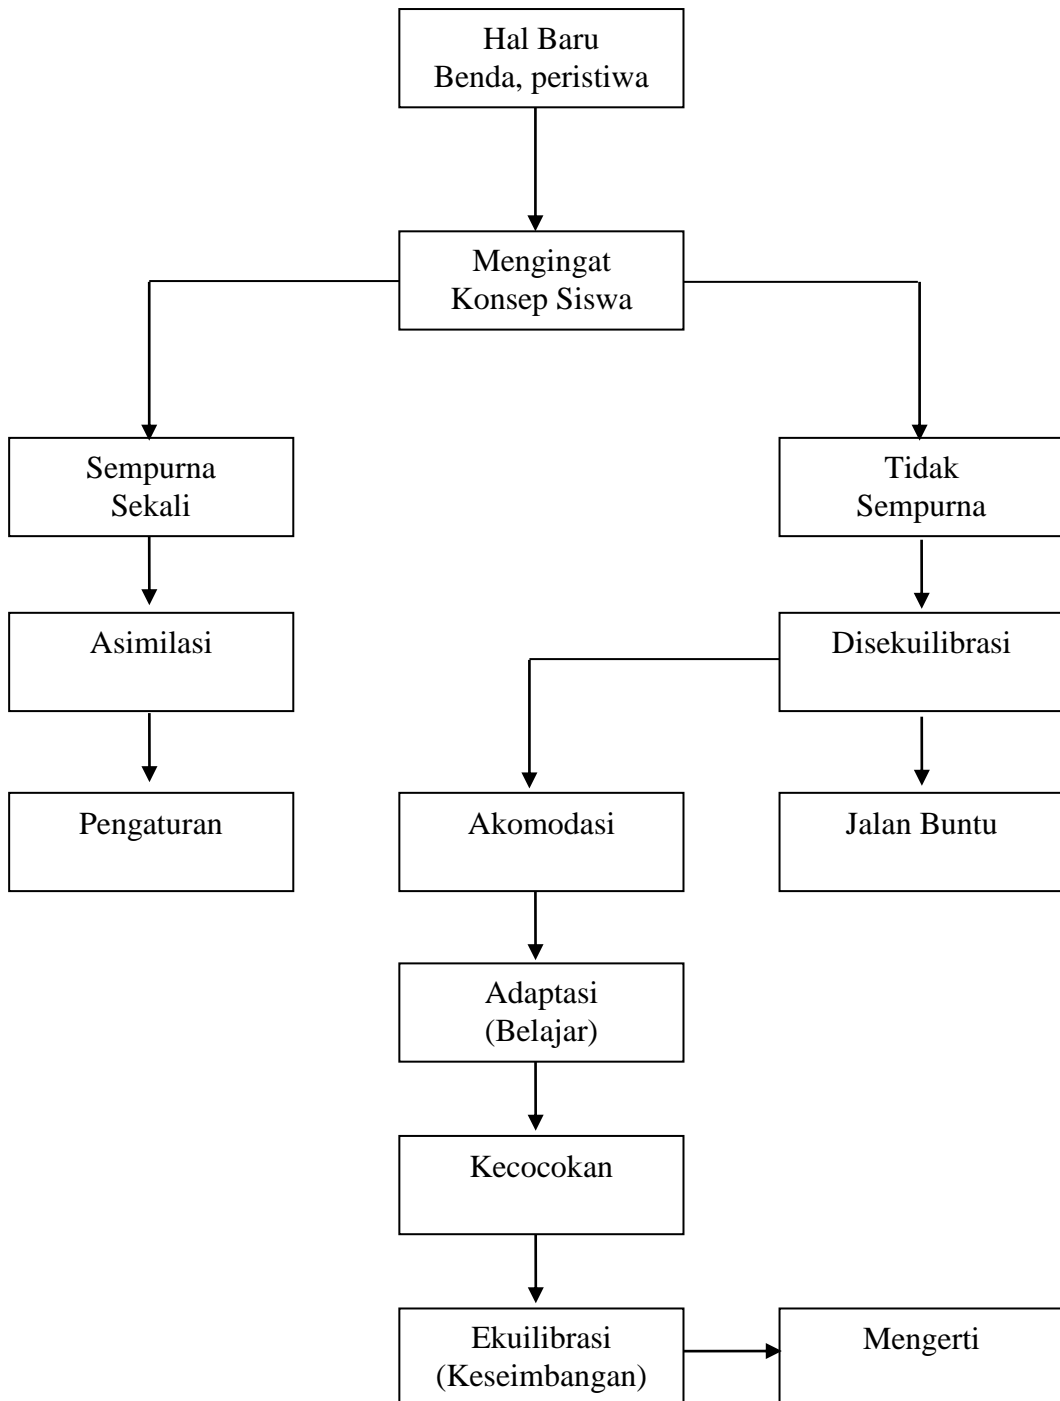 Hal Baru
Benda, peristiwa
Mengingat
Konsep Siswa
Sempurna
Sekali
Tidak
Sempurna
Asimilasi
Disekuilibrasi
Pengaturan
Akomodasi
Jalan Buntu
Adaptasi
(Belajar)
Kecocokan
Ekuilibrasi
(Keseimbangan)
Mengerti